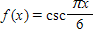 f(x) = csc πx/6